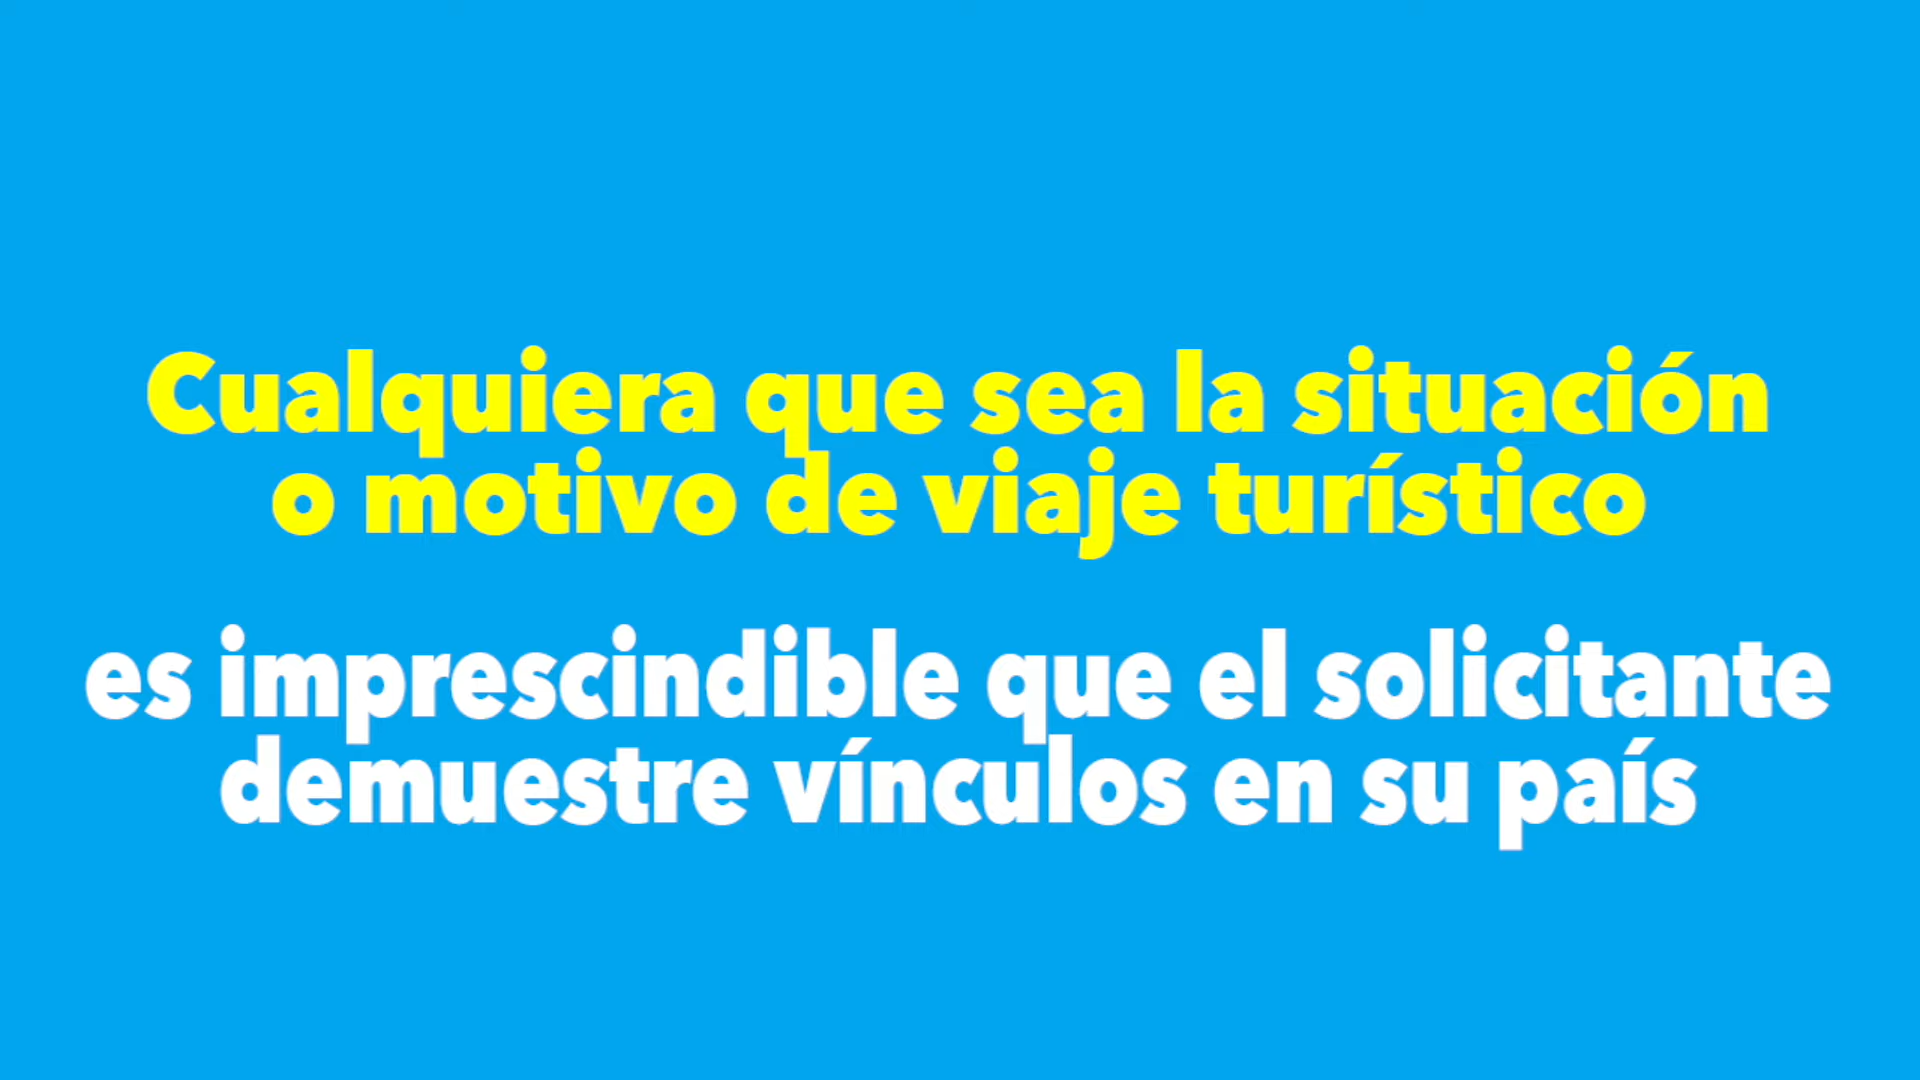 Cualquiera que sea la situación
o motivo de viaje turístico
es imprescindible que el solicitante
demuestre vínculos en su país